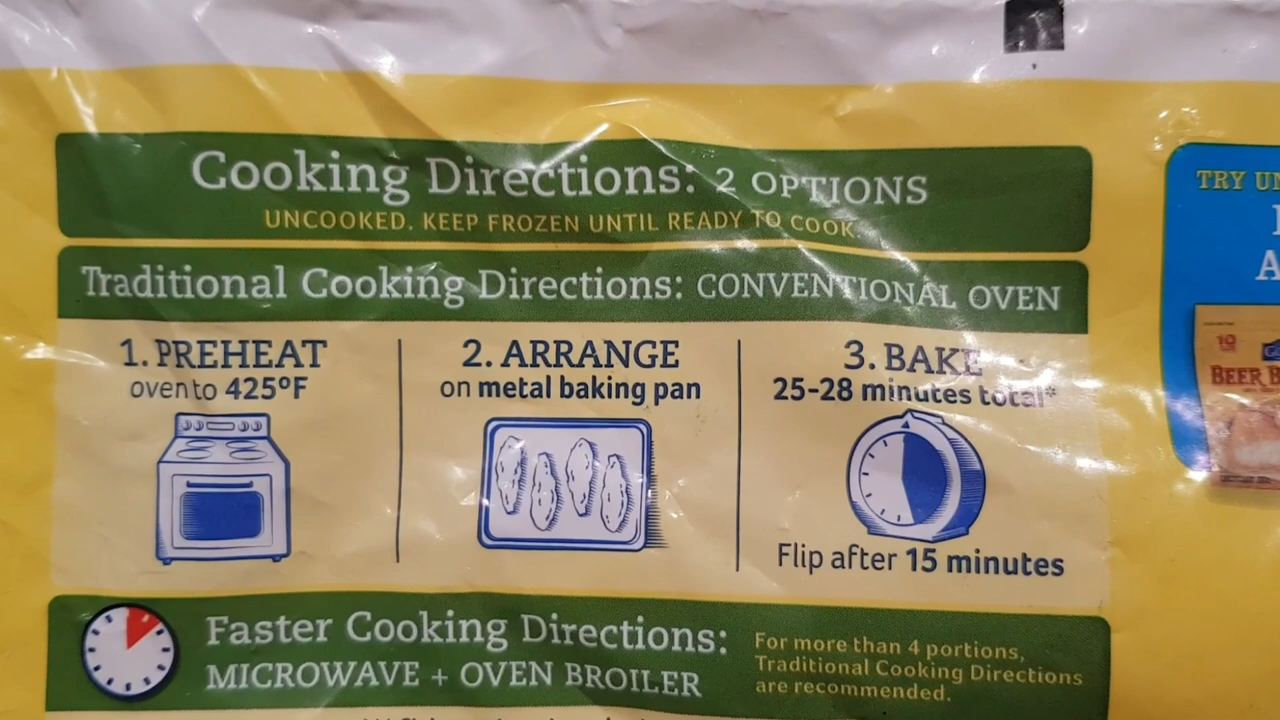 Cooking Directions: 2 OPTIONS
UNCOOKED. KEEP FROZEN UNTIL READY TO COOK
Traditional Cooking Directions: CONVENTIONAL OVEN
1. PREHEAT
oven to 425°F
2. ARRANGE
on metal baking pan
3. BAKE
25-28 minutes total*
Flip after 15 minutes
Faster Cooking Directions:
MICROWAVE + OVEN BROILER
For more than 4 portions,
Traditional Cooking Directions
are recommended.
TRY
BEER